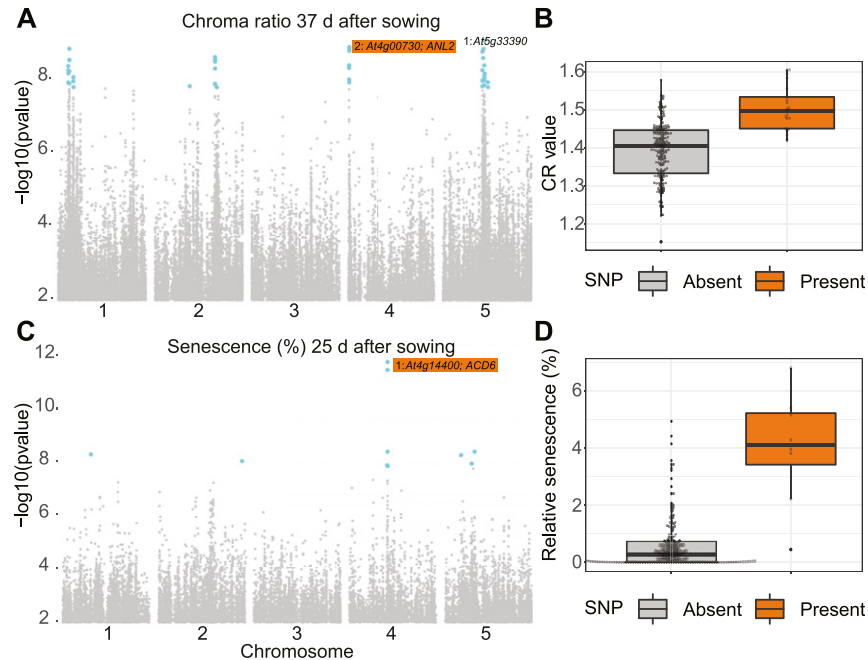 A
Chroma ratio 37 d after sowing
2: At4g00730; ANL2
1:At5g33390
8.
6.
4.
2.
−log10(pvalue)
1 2 3 4 5
B
1.6
1.5
1.4
1.3
1.2
CR value
SNP Absent Present
C
Senescence (%) 25 d after sowing
1:At4g14400; ACD6
12.
10.
8.
6.
4.
2.
−log10(pvalue)
1 2 3 4 5
Chromosome
D
6
4
2
0
Relative senescence (%)
SNP Absent Present